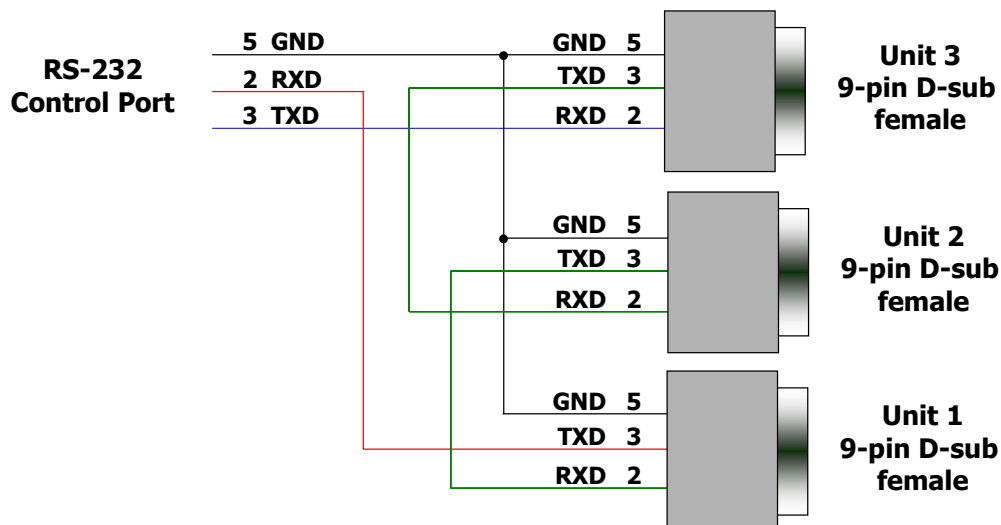 RS-232
Control Port
5 GND
2 RXD
3 TXD
GND 5
TXD 3
RXD 2
Unit 3
9-pin D-sub
female
GND 5
TXD 3
RXD 2
Unit 2
9-pin D-sub
female
GND 5
TXD 3
RXD 2
Unit 1
9-pin D-sub
female